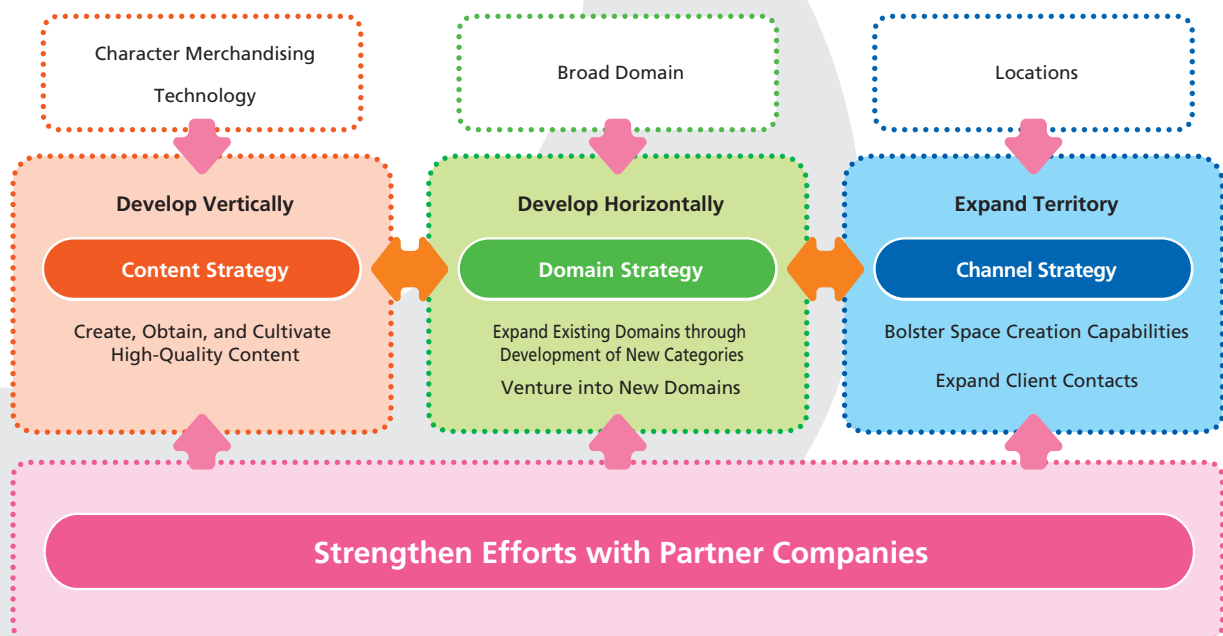 Character Merchandising
Technology
Broad Domain
Locations
Develop Vertically
Content Strategy
Create, Obtain, and Cultivate
High-Quality Content
Develop Horizontally
Domain Strategy
Expand Existing Domains through
Development of New Categories
Venture into New Domains
Expand Territory
Channel Strategy
Bolster Space Creation Capabilities
Expand Client Contacts
Strengthen Efforts with Partner Companies